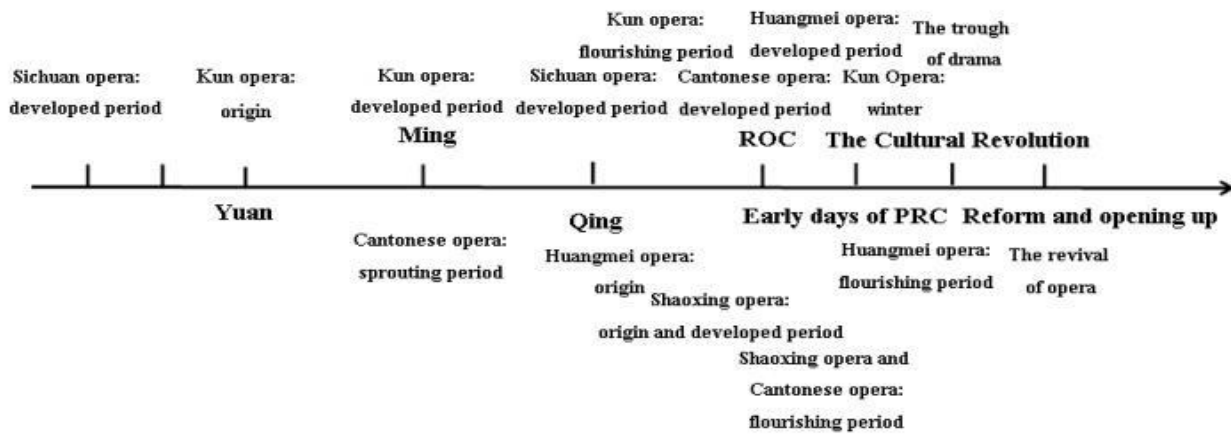 Kun opera: Huangmei opera: The trough
flourishing period developed period of drama
Sichuan opera: Kun opera: Kun opera: Sichuan opera: Cantonese opera: Kun Opera:
developed period origin developed period developed period developed period winter
Ming ROC The Cultural Revolution
Yuan Qing Early days of PRC Reform and opening up
Cantonese opera: Huangmei opera: Huangmei opera: The revival
sprouting period origin flourishing period of opera
Shaoxing opera:
origin and developed period
Shaoxing opera and
Cantonese opera:
flourishing period